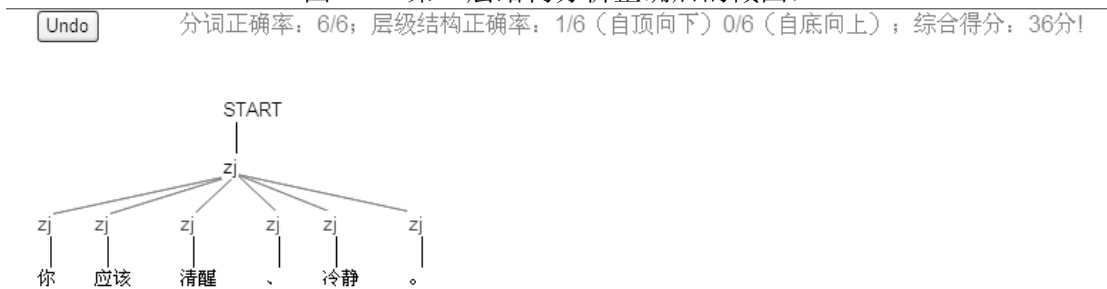 Undo 分词正确率：6/6；层级结构正确率：1/6（自顶向下）0/6（自底向上）；综合得分：36分!
START
zj
zj zj zj zj zj zj
你 应该 清醒 、 冷静 。